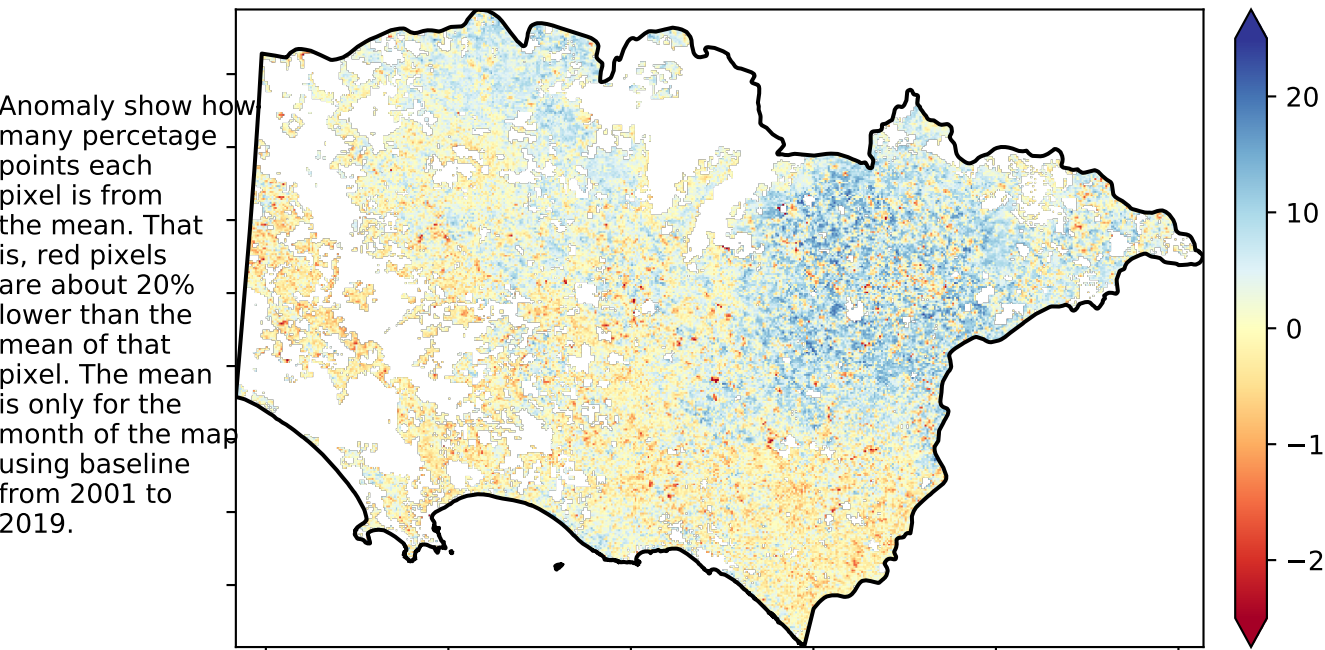 Anomaly show how
many percetage
points each
pixel is from
the mean. That
is, red pixels
are about 20%
lower than the
mean of that
pixel. The mean
is only for the
month of the map
using baseline
from 2001 to
2019.
20
10
0
−1
−2